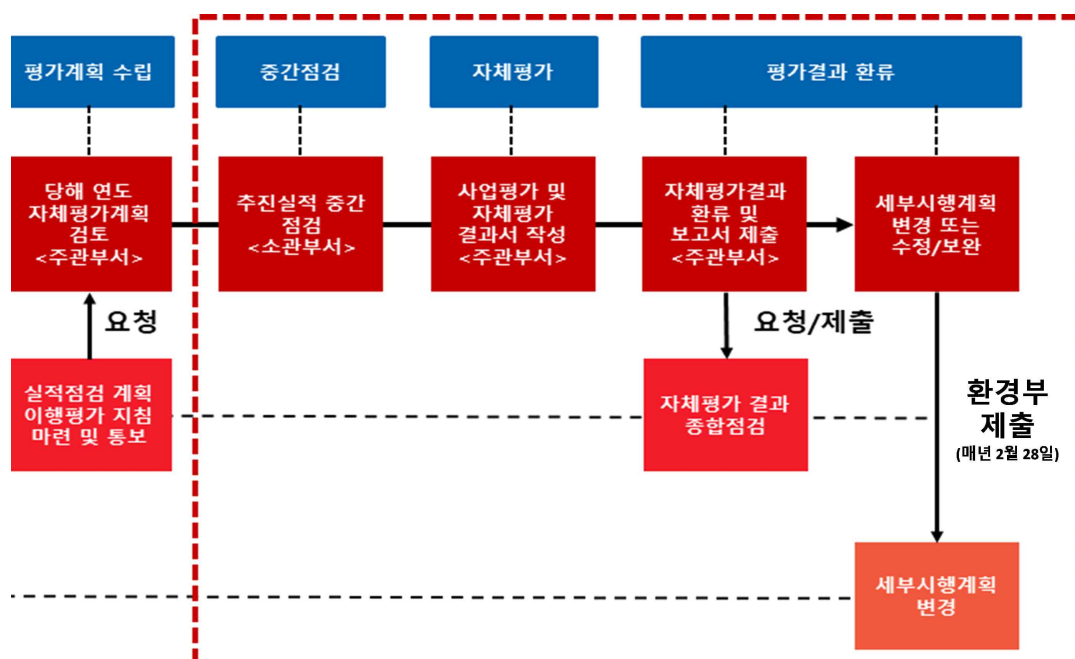 평가계획 수립
중간점검
자체평가
평가결과 환류
당해 연도
자체평가계획
검토
<주관부서>
추진실적 중간
점검
<소관부서>
사업평가 및
자체평가
결과서 작성
<주관부서>
자체평가결과
환류 및
보고서 제출
<주관부서>
세부시행계획
변경 또는
수정/보완
요청
요청/제출
실적점검 계획
이행평가 지침
마련 및 통보
자체평가 결과
종합점검
환경부
제출
(매년 2월 28일)
세부시행계획
변경